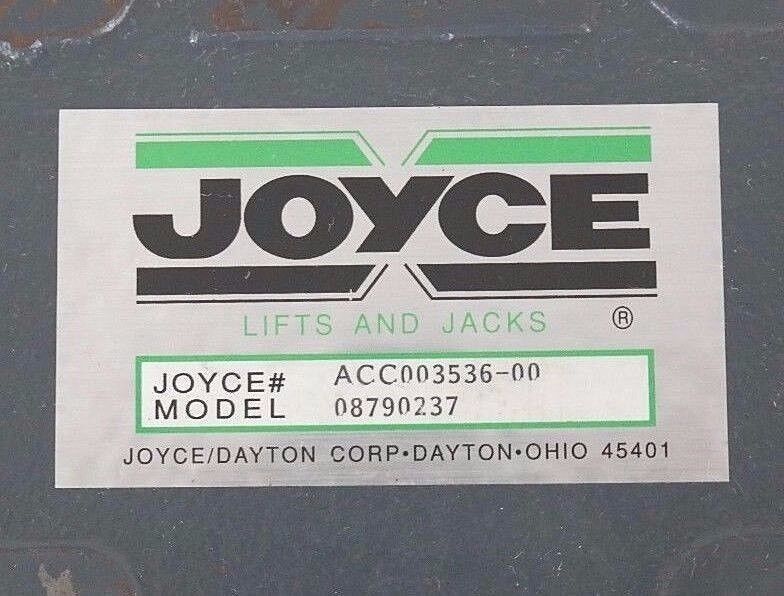 JOYCE
LIFTS AND JACKS ®
JOYCE# ACC003536-00
MODEL 08790237
JOYCE/DAYTON CORP•DAYTON•OHIO 45401